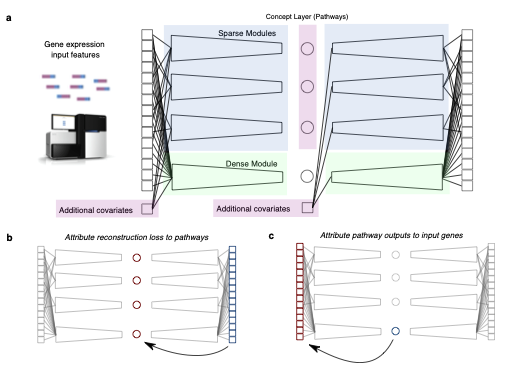 a
Concept Layer (Pathways)
Sparse Modules
Gene expression
input features
Dense Module
Additional covariates
Additional covariates
b
Attribute reconstruction loss to pathways
c
Attribute pathway outputs to input genes